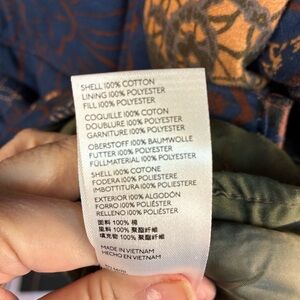 SHELL 100% COTTON
LINING 100% POLYESTER
FILL 100% POLYESTER
COQUILLE 100% COTON
DOUBLURE 100% POLYESTER
GARNITURE 100% POLYESTER
OBERSTOFF 100% BAUMWOLLE
FUTTER 100% POLYESTER
FÜLLMATERIAL 100% POLYESTER
SHELL 100% COTONE
FODERA 100% POLIESTERE
IMBOTTITURA 100% POLIESTERE
EXTERIOR 100% ALGODÓN
FORRO 100% POLIÉSTER
RELLENO 100% POLIÉSTER
面料 100% 棉
里料 100% 聚酯纤维
填充物 100% 聚酯纤维
MADE IN VIETNAM
HECHO EN VIETNAM